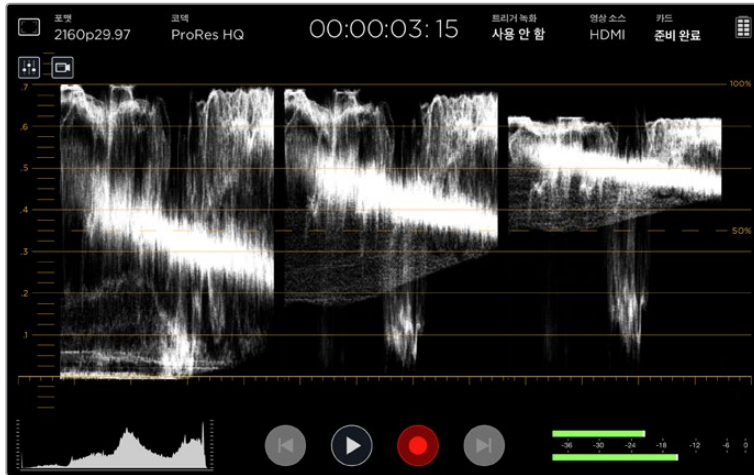 포맷
2160p29.97
코덱
ProRes HQ
00:00:03:15
트리거 녹화
사용 안 함
영상 소스
HDMI
카드
준비 완료
.7
100%
.6
.5
.4
50%
.3
.2
.1
-36 -30 -24 -18 -12 -6 0